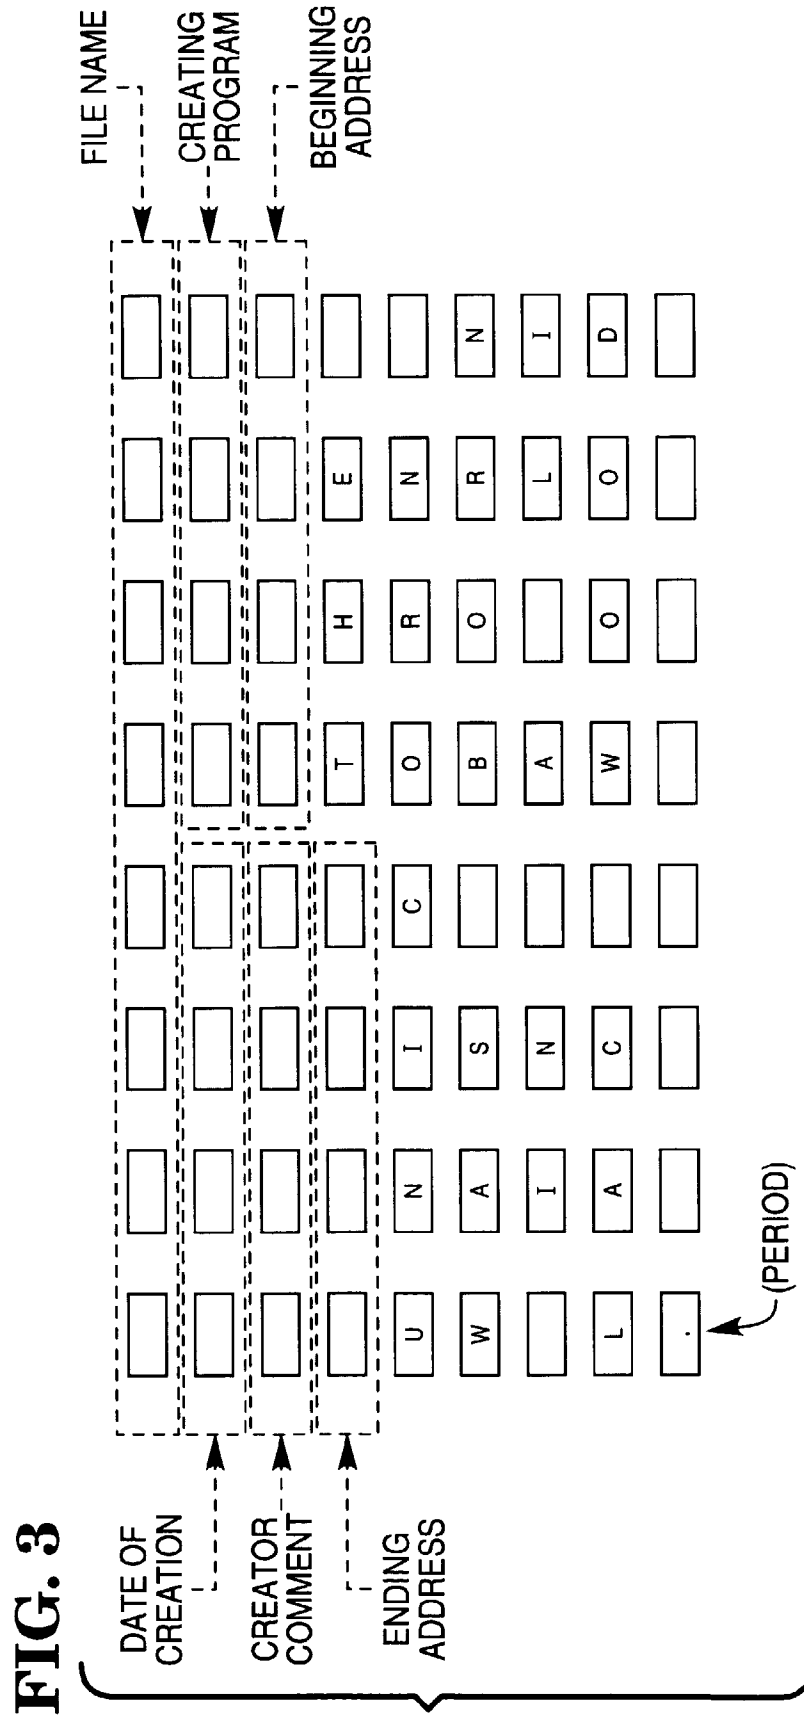 FIG. 3
FILE NAME
DATE OF
CREATION
CREATING
PROGRAM
CREATOR
COMMENT
BEGINNING
ADDRESS
ENDING
ADDRESS
T H E
U N I C O R N
W A S B O R N
I N A L I
L A C W O O D
.
(PERIOD)